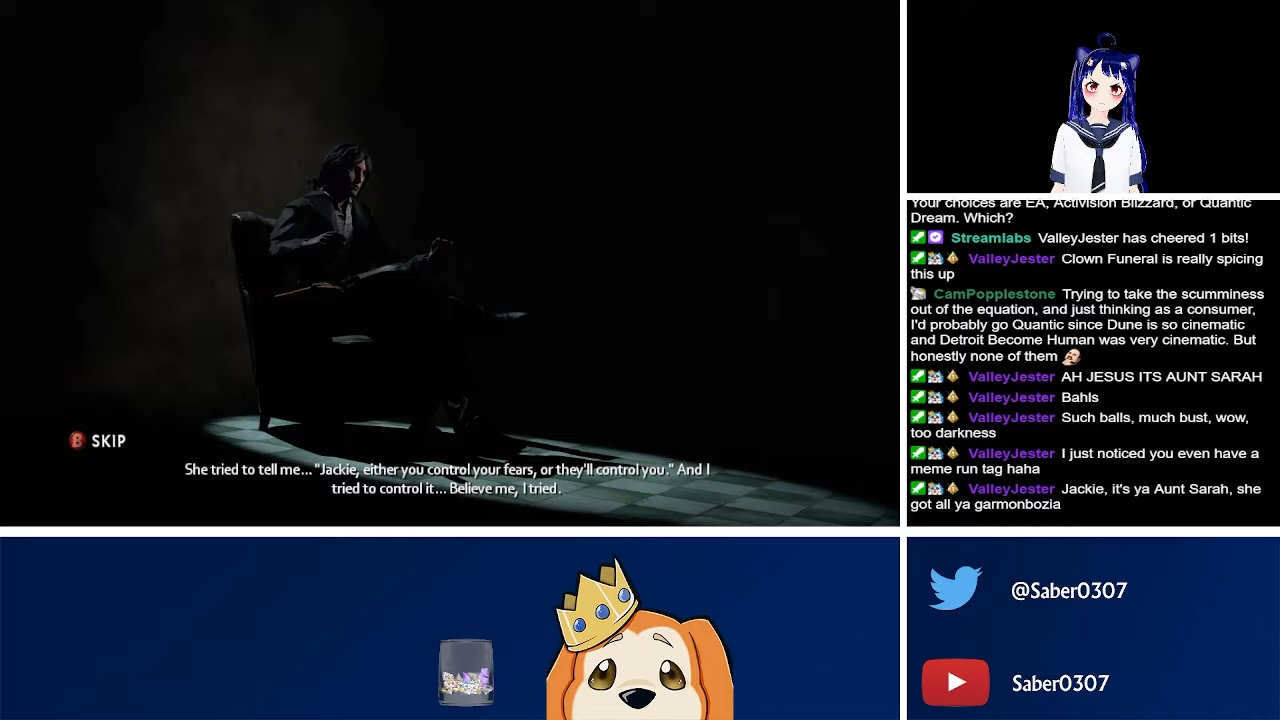 B SKIP
She tried to tell me... "Jackie, either you control your fears, or they'll control you." And I
tried to control it... Believe me, I tried.
Your choices are EA, Activision Blizzard, or Quantic
Dream. Which?
Streamlabs ValleyJester has cheered 1 bits!
ValleyJester Clown Funeral is really spicing
this up
CamPopplestone Trying to take the scumminess
out of the equation, and just thinking as a consumer,
I'd probably go Quantic since Dune is so cinematic
and Detroit Become Human was very cinematic. But
honestly none of them
ValleyJester AH JESUS ITS AUNT SARAH
ValleyJester Bahls
ValleyJester Such balls, much bust, wow,
too darkness
ValleyJester I just noticed you even have a
meme run tag haha
ValleyJester Jackie, it's ya Aunt Sarah, she
got all ya garmonbozia
@Saber0307
Saber0307